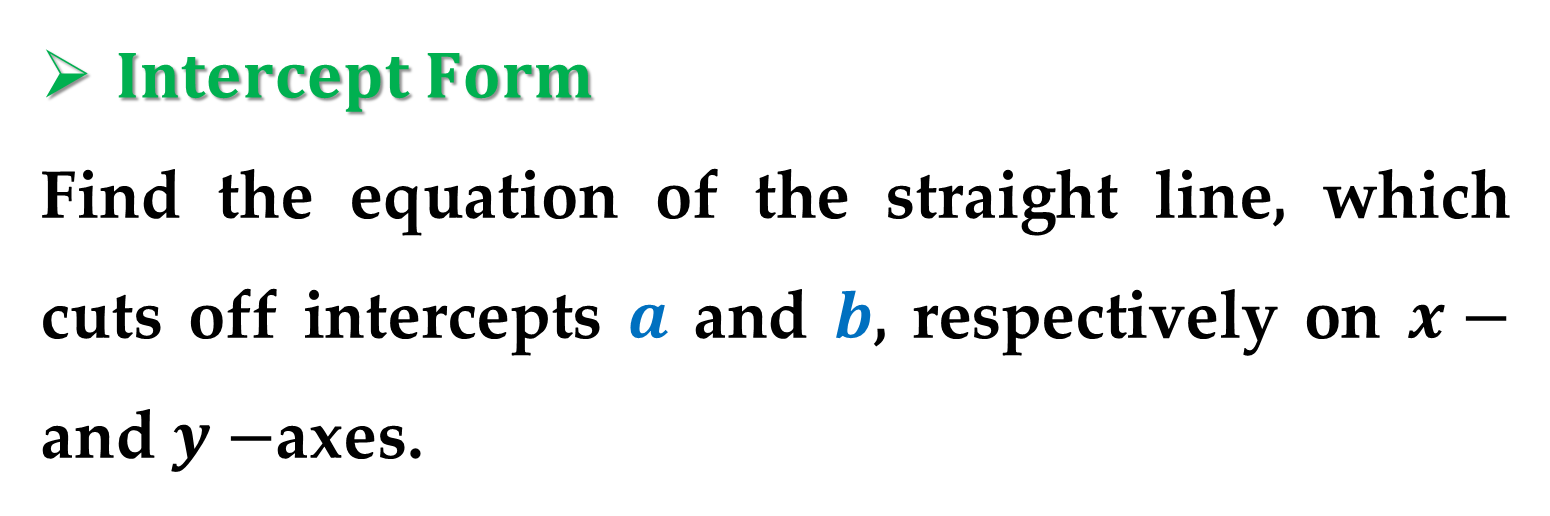 ➢ Intercept Form
Find the equation of the straight line, which
cuts off intercepts a and b, respectively on x –
and y –axes.